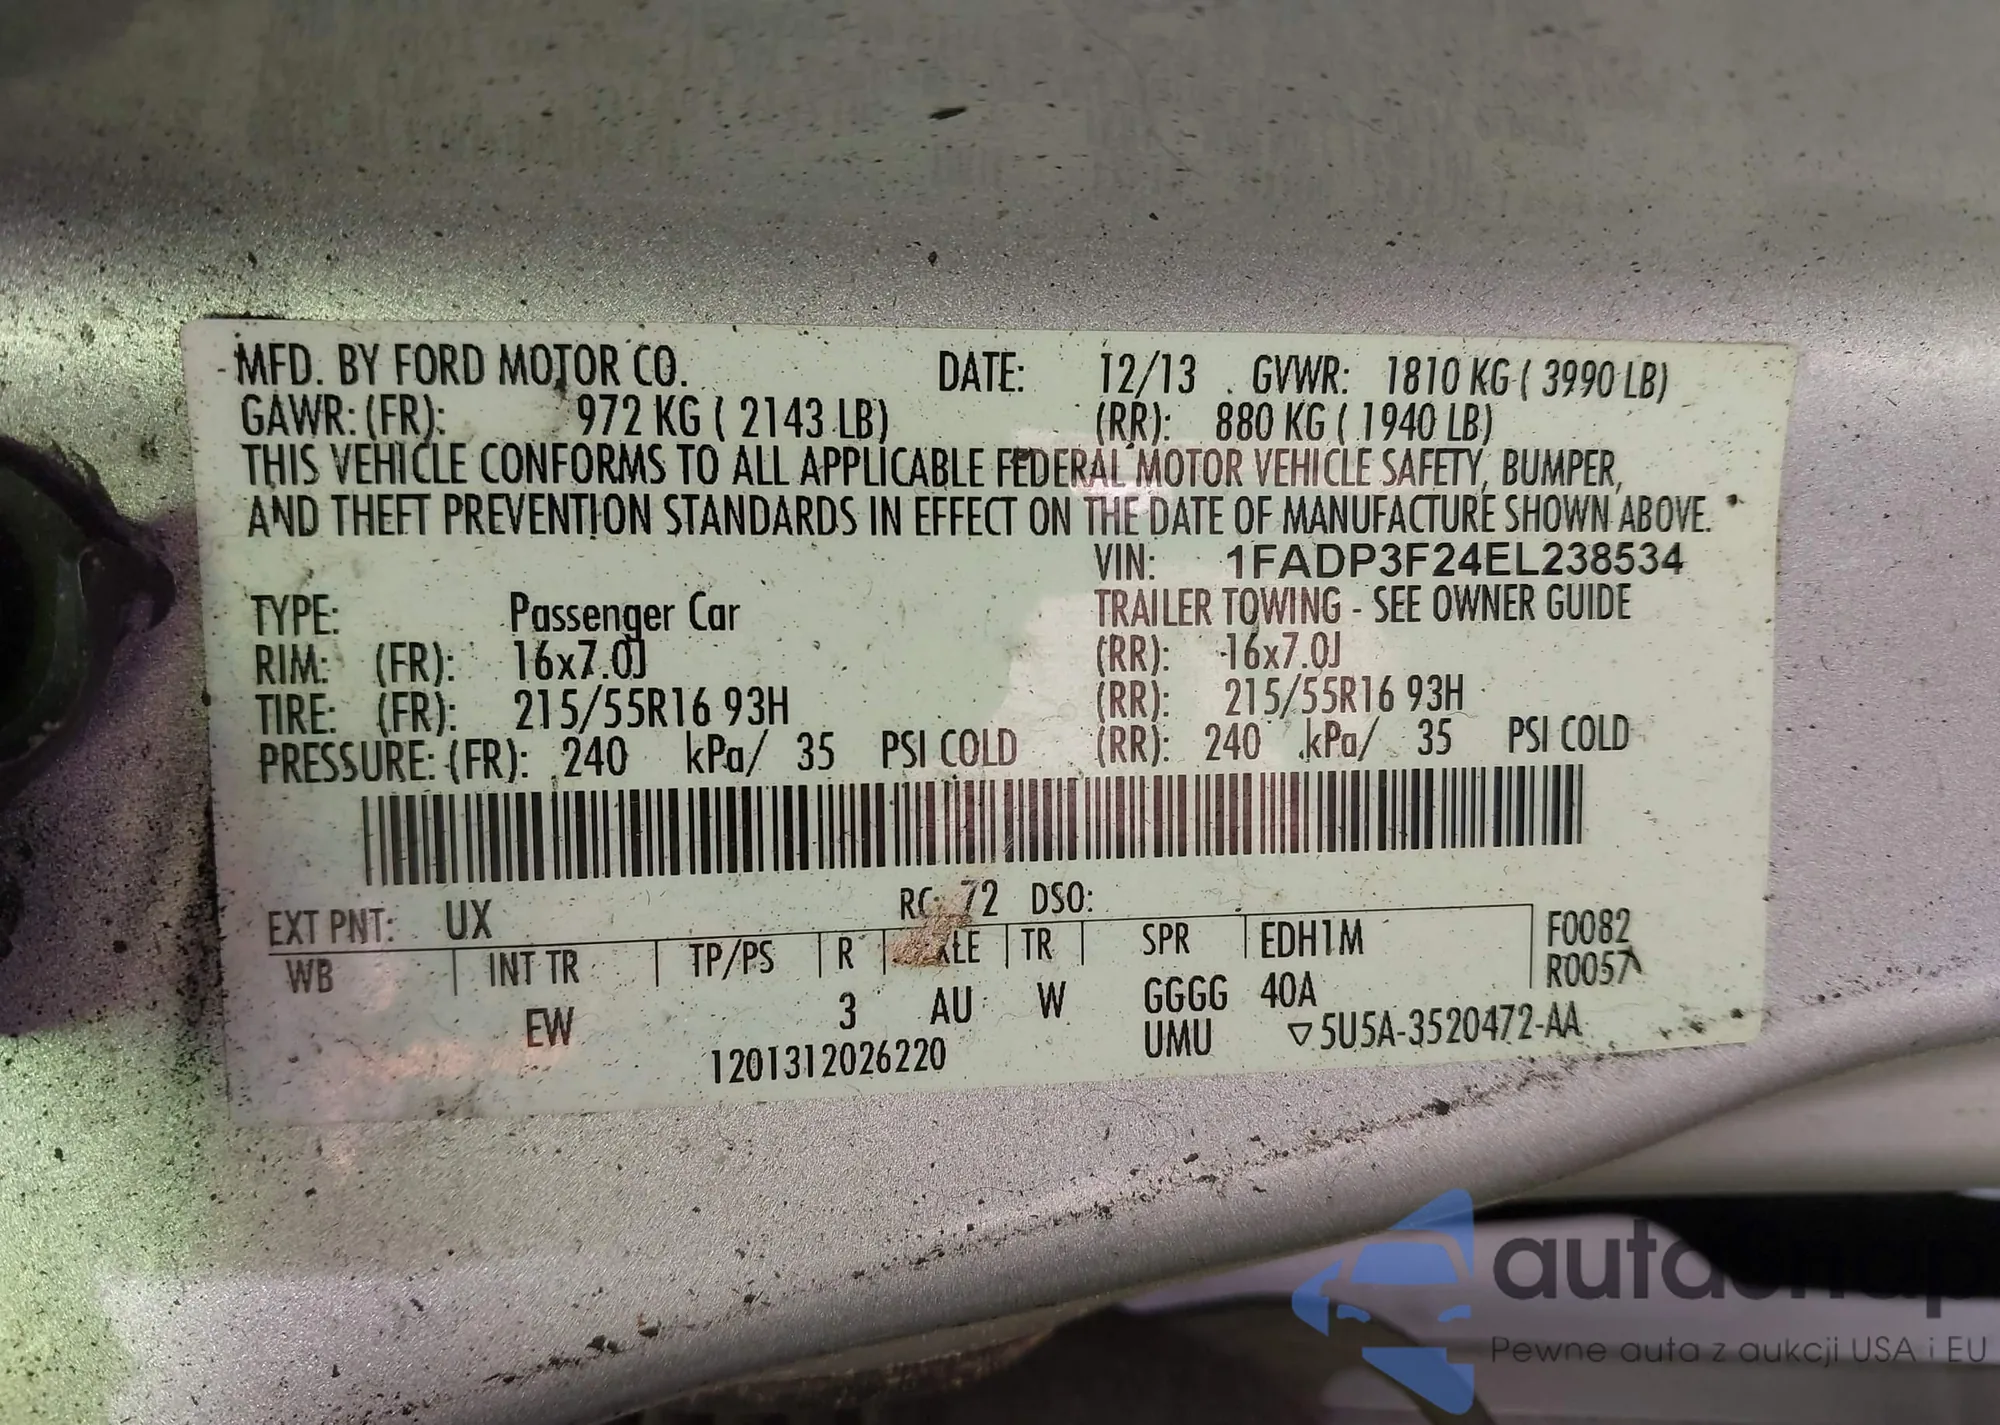 MFD. BY FORD MOTOR CO. DATE: 12/13 GVWR: 1810 KG ( 3990 LB)
GAWR: (FR): 972 KG ( 2143 LB) (RR): 880 KG ( 1940 LB)
THIS VEHICLE CONFORMS TO ALL APPLICABLE FEDERAL MOTOR VEHICLE SAFETY, BUMPER,
AND THEFT PREVENTION STANDARDS IN EFFECT ON THE DATE OF MANUFACTURE SHOWN ABOVE.
VIN: 1FADP3F24EL238534
TYPE: Passenger Car TRAILER TOWING - SEE OWNER GUIDE
RIM: (FR): 16x7.0J (RR): 16x7.0J
TIRE: (FR): 215/55R16 93H (RR): 215/55R16 93H
PRESSURE: (FR): 240 kPa/ 35 PSI COLD (RR): 240 kPa/ 35 PSI COLD
EXT PNT: UX 72 DSO:
WB INT TR TP/PS R TR SPR EDH1M F0082
R0057
EW 3 AU W GGGG 40A
1201312026220 UMU ▽5U5A-3520472-AA
Pewne auta z aukcji USA i EU